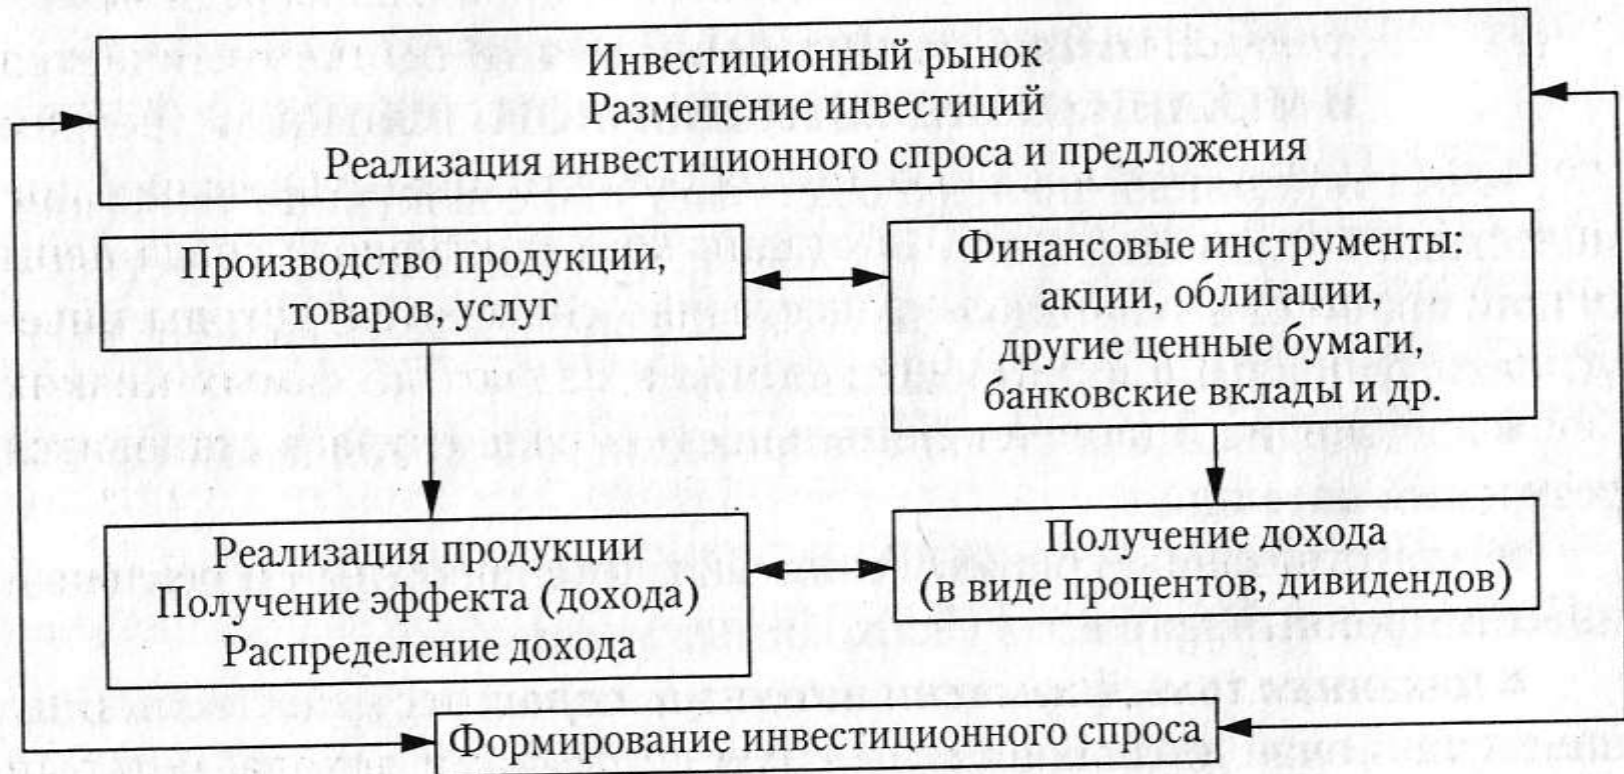 Инвестиционный рынок
Размещение инвестиций
Реализация инвестиционного спроса и предложения
Производство продукции,
товаров, услуг
Финансовые инструменты:
акции, облигации,
другие ценные бумаги,
банковские вклады и др.
Реализация продукции
Получение эффекта (дохода)
Распределение дохода
Получение дохода
(в виде процентов, дивидендов)
Формирование инвестиционного спроса